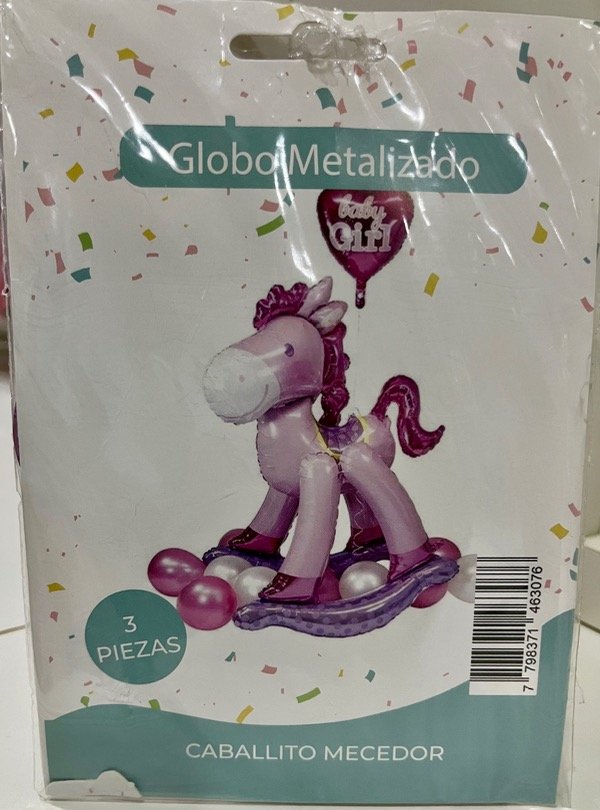 Globo Metalizado
baby
Girl
3
PIEZAS
7 798371 463076
CABALLITO MECEDOR